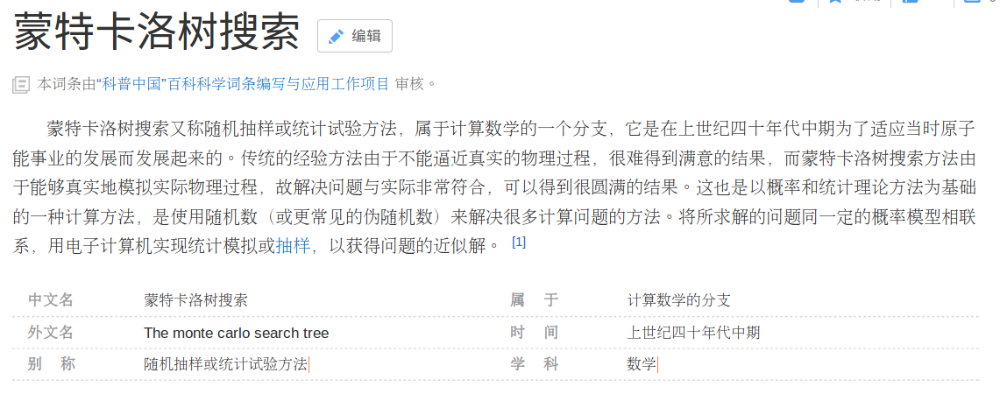 蒙特卡洛树搜索 编辑
本词条由“科普中国”百科科学词条编写与应用工作项目 审核。
蒙特卡洛树搜索又称随机抽样或统计试验方法，属于计算数学的一个分支，它是在上世纪四十年代中期为了适应当时原子
能事业的发展而发展起来的。传统的经验方法由于不能逼近真实的物理过程，很难得到满意的结果，而蒙特卡洛树搜索方法由
于能够真实地模拟实际物理过程，故解决问题与实际非常符合，可以得到很圆满的结果。这也是以概率和统计理论方法为基础
的一种计算方法，是使用随机数（或更常见的伪随机数）来解决很多计算问题的方法。将所求解的问题同一定的概率模型相联
系，用电子计算机实现统计模拟或抽样，以获得问题的近似解。 [1]
中文名 蒙特卡洛树搜索 属 于 计算数学的分支
外文名 The monte carlo search tree 时 间 上世纪四十年代中期
别 称 随机抽样或统计试验方法 学 科 数学